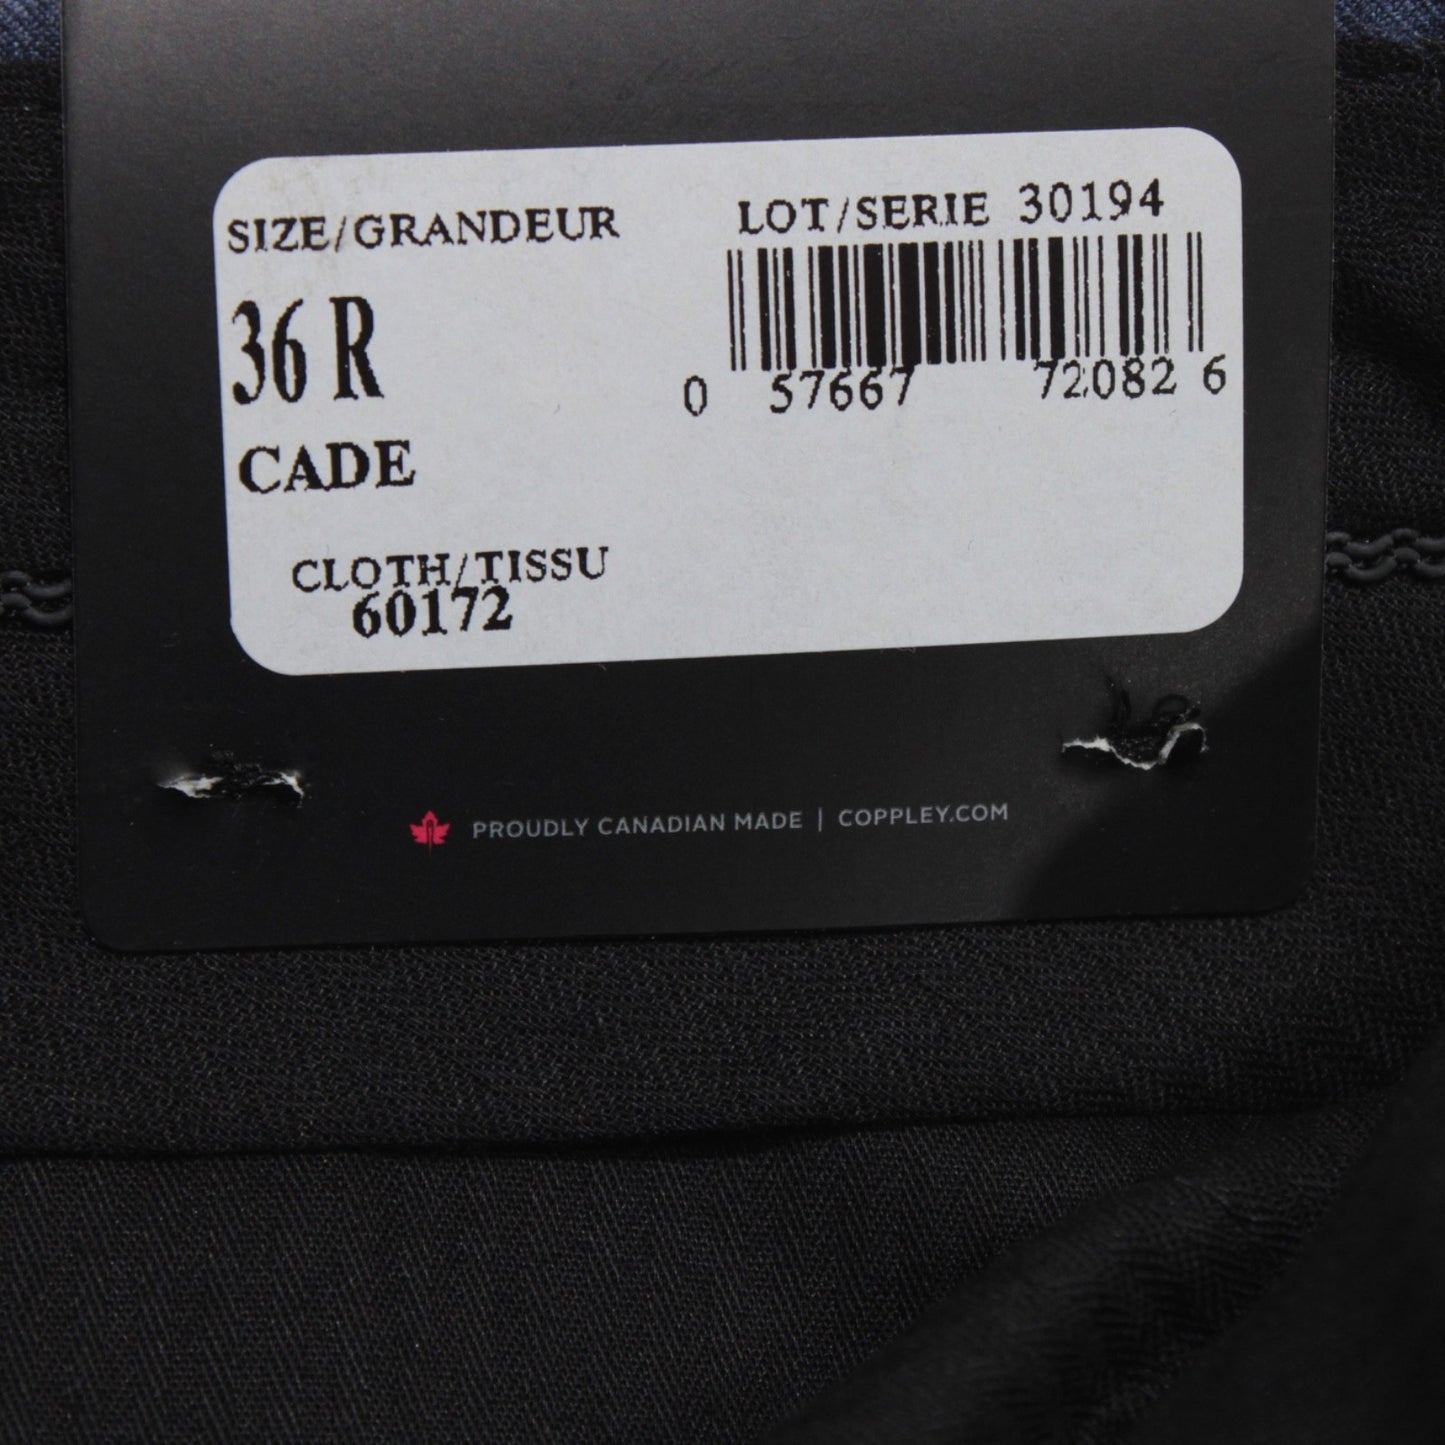 SIZE/GRANDEUR
36 R
CADE
CLOTH/TISSU
60172
LOT/SERIE 30194
0 57667 72082 6
PROUDLY CANADIAN MADE | COPPLEY.COM